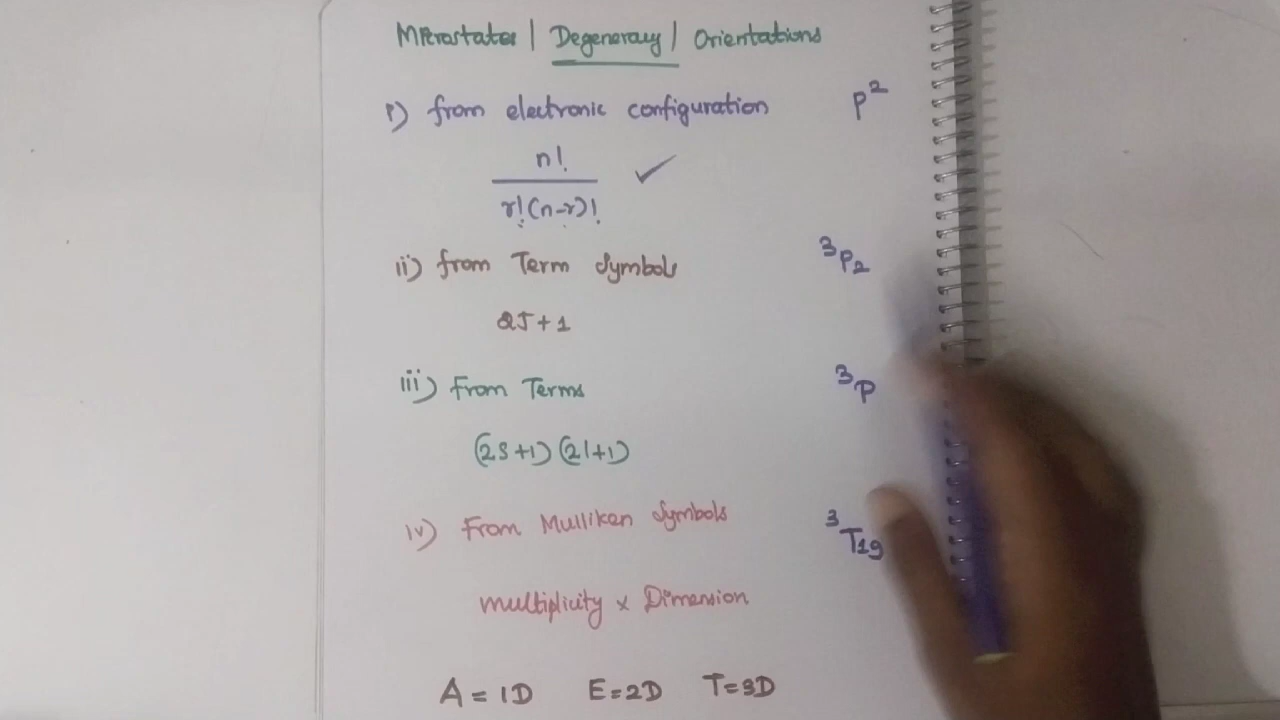 Microstates | Degeneracy | Orientations
i) from electronic configuration p²
n!
r!(n-r)!
ii) from Term Symbols ³P₂
2J+1
iii) From Terms ³P
(2S+1)(2l+1)
iv) From Mulliken Symbols ³T₁g
multiplicity × Dimension
A = 1D E=2D T=3D